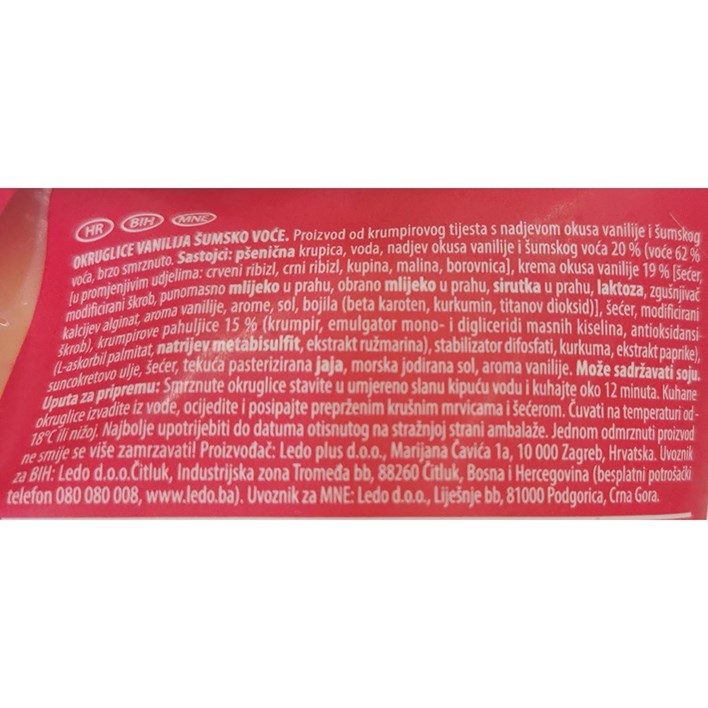 HR BIH MNE
OKRUGLICE VANILIJA ŠUMSKO VOĆE. Proizvod od krumpirovog tijesta s nadjevom okusa vanilije i šumskog
voća, brzo smrznuto. Sastojci: pšenična krupica, voda, nadjev okusa vanilije i šumskog voća 20 % (voće 62 %
[u promjenjivim udjelima: crveni ribizl, crni ribizl, kupina, malina, borovnica], krema okusa vanilije 19 % [šećer,
modificirani škrob, punomasno mlijeko u prahu, obrano mlijeko u prahu, sirutka u prahu, laktoza, zgušnjivač
kalcijev alginat, aroma vanilije, arome, sol, bojila (beta karoten, kurkumin, titanov dioksid)], šećer, modificirani
škrob), krumpirove pahuljice 15 % (krumpir, emulgator mono- i digliceridi masnih kiselina, antioksidansi-
(L-askorbil palmitat, natrijev metabisulfit, ekstrakt ružmarina), stabilizator difosfati, kurkuma, ekstrakt paprike),
suncokretovo ulje, šećer, tekuća pasterizirana jaja, morska jodirana sol, aroma vanilije. Može sadržavati soju.
Uputa za pripremu: Smrznute okruglice stavite u umjereno slanu kipuću vodu i kuhajte oko 12 minuta. Kuhane
okruglice izvadite iz vode, ocijedite i posipajte preprženim krušnim mrvicama i šećerom. Čuvati na temperaturi od -
18°C ili nižoj. Najbolje upotrijebiti do datuma otisnutog na stražnjoj strani ambalaže. Jednom odmrznuti proizvod
ne smije se više zamrzavati! Proizvođač: Ledo plus d.o.o., Marijana Čavića 1a, 10 000 Zagreb, Hrvatska. Uvoznik
za BIH: Ledo d.o.o.Čitluk, Industrijska zona Tromeđa bb, 88260 Čitluk, Bosna i Hercegovina (besplatni potrošački
telefon 080 080 008, www.ledo.ba). Uvoznik za MNE: Ledo d.o.o., Liješnje bb, 81000 Podgorica, Crna Gora.